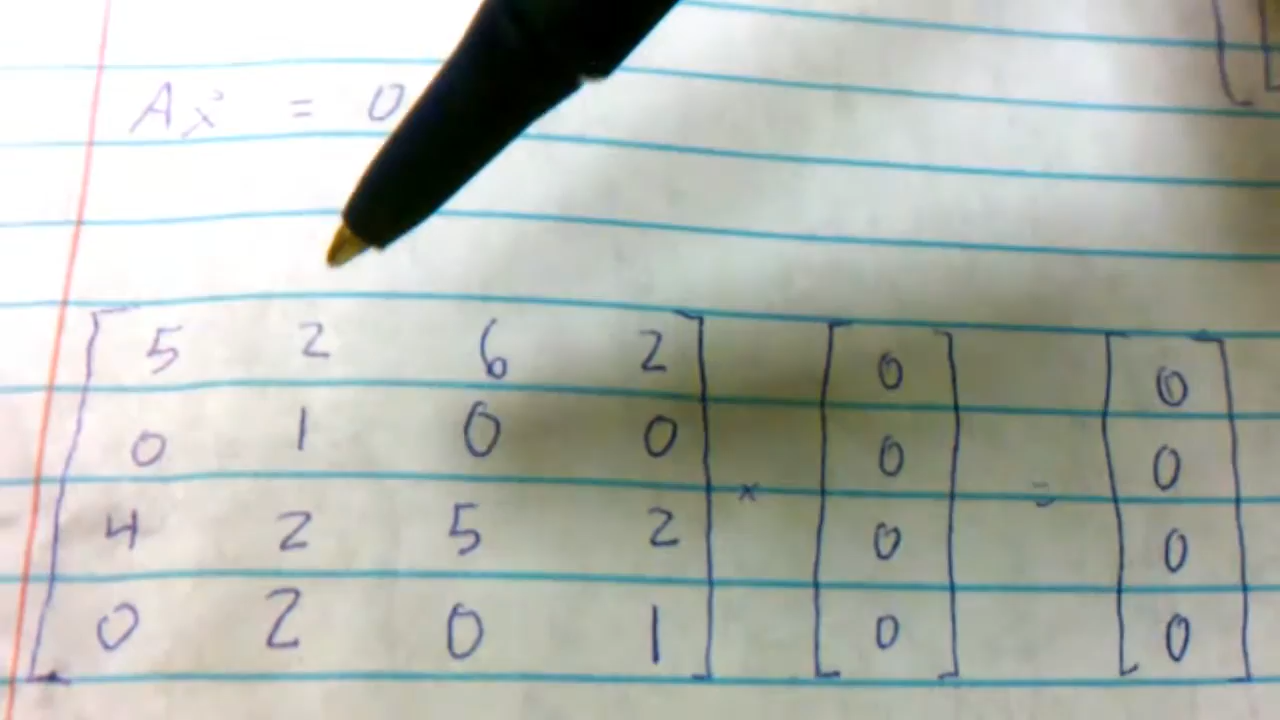 Ax⃗ = 0
5 2 6 2 0 0
0 1 0 0 0 0
4 2 5 2 × 0 = 0
0 2 0 1 0 0